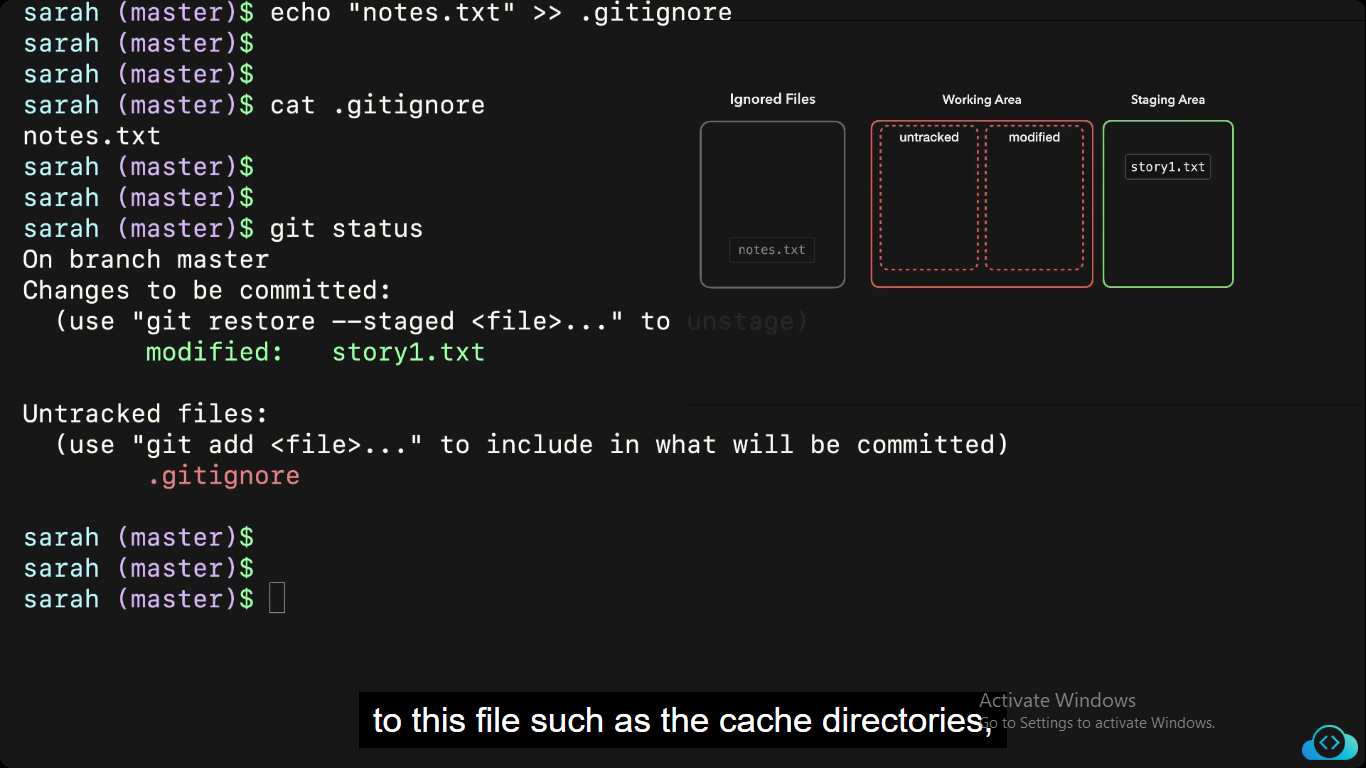 sarah (master)$ echo "notes.txt" >> .gitignore
sarah (master)$
sarah (master)$
sarah (master)$ cat .gitignore
notes.txt
sarah (master)$
sarah (master)$
sarah (master)$ git status
On branch master
Changes to be committed:
(use "git restore --staged <file>..." to unstage)
modified: story1.txt
Untracked files:
(use "git add <file>..." to include in what will be committed)
.gitignore
sarah (master)$
sarah (master)$
sarah (master)$
Ignored Files
notes.txt
Working Area
untracked
modified
Staging Area
story1.txt
to this file such as the cache directories,
Activate Windows
Go to Settings to activate Windows.